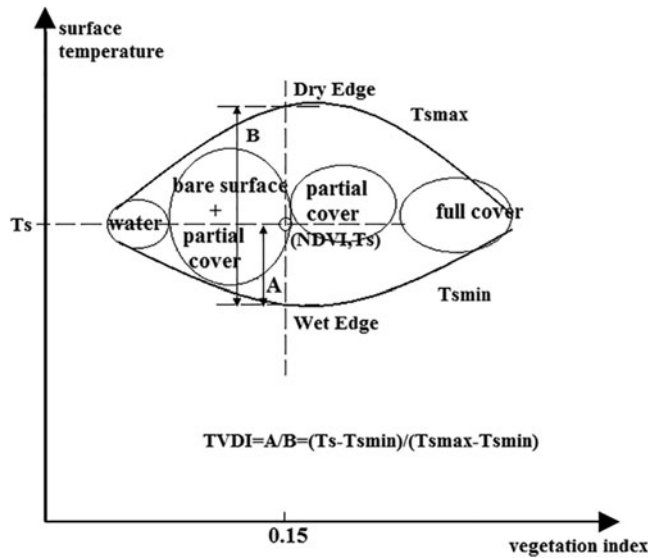 surface
temperature
Dry Edge
Tsmax
B
bare surface
+
partial
cover
partial
cover
full cover
water
Ts
(NDVI,Ts)
A
Tsmin
Wet Edge
TVDI=A/B=(Ts-Tsmin)/(Tsmax-Tsmin)
0.15
vegetation index